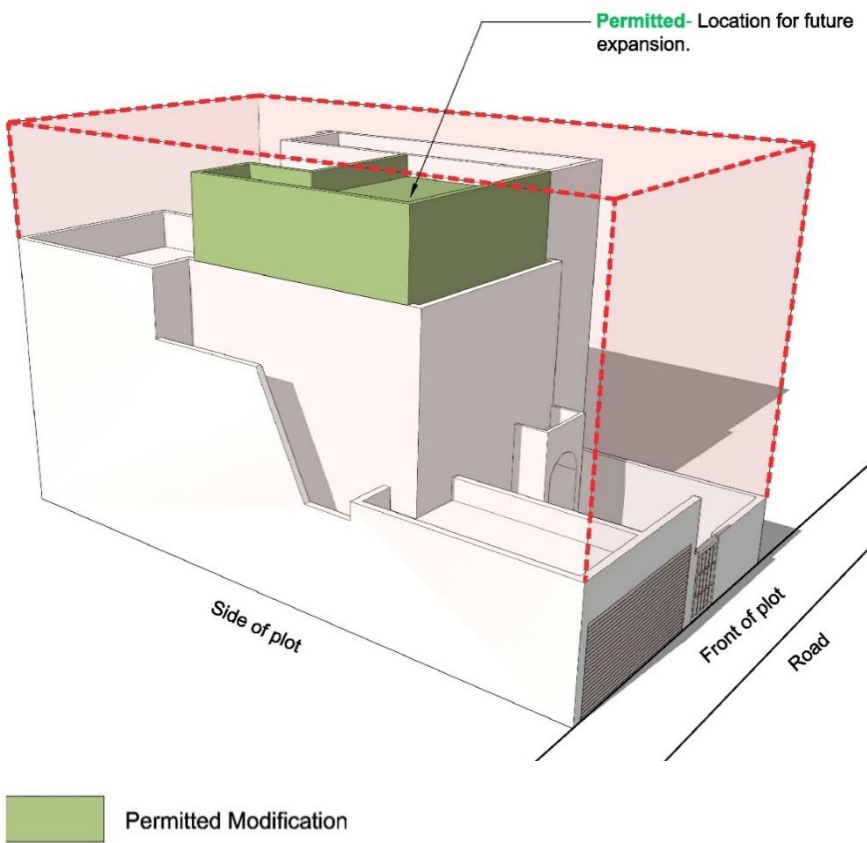 Permitted- Location for future
expansion.
Side of plot
Front of plot
Road
Permitted Modification